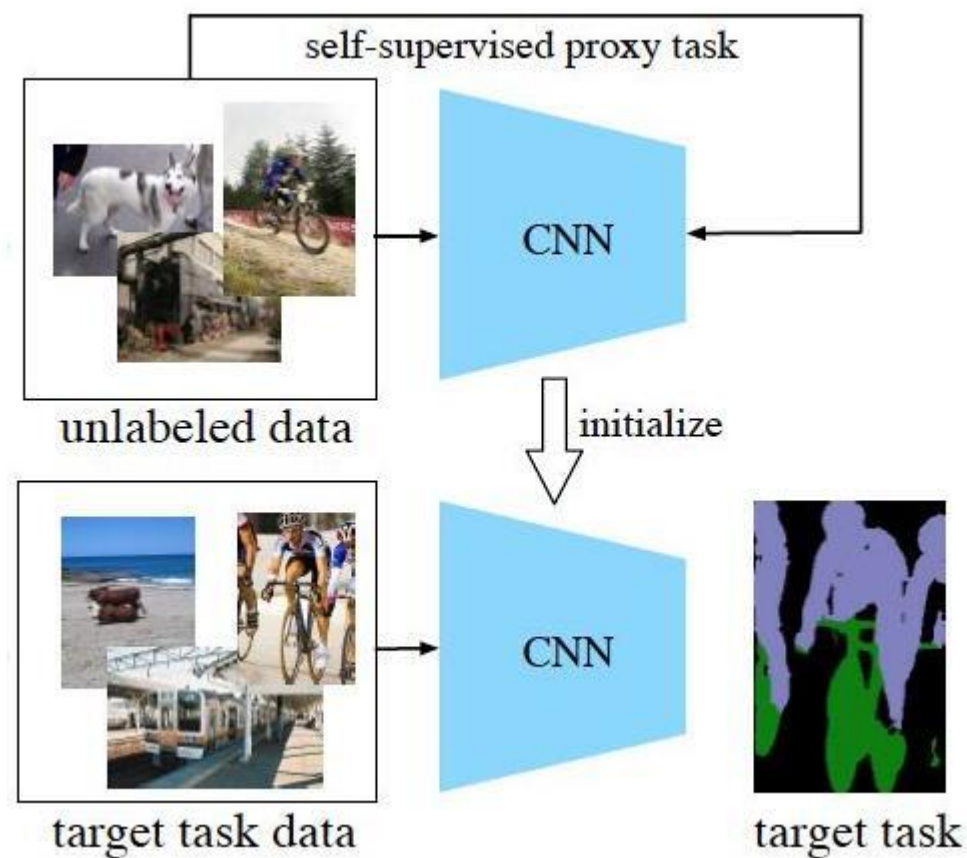 self-supervised proxy task
CNN
unlabeled data
initialize
CNN
target task data
target task